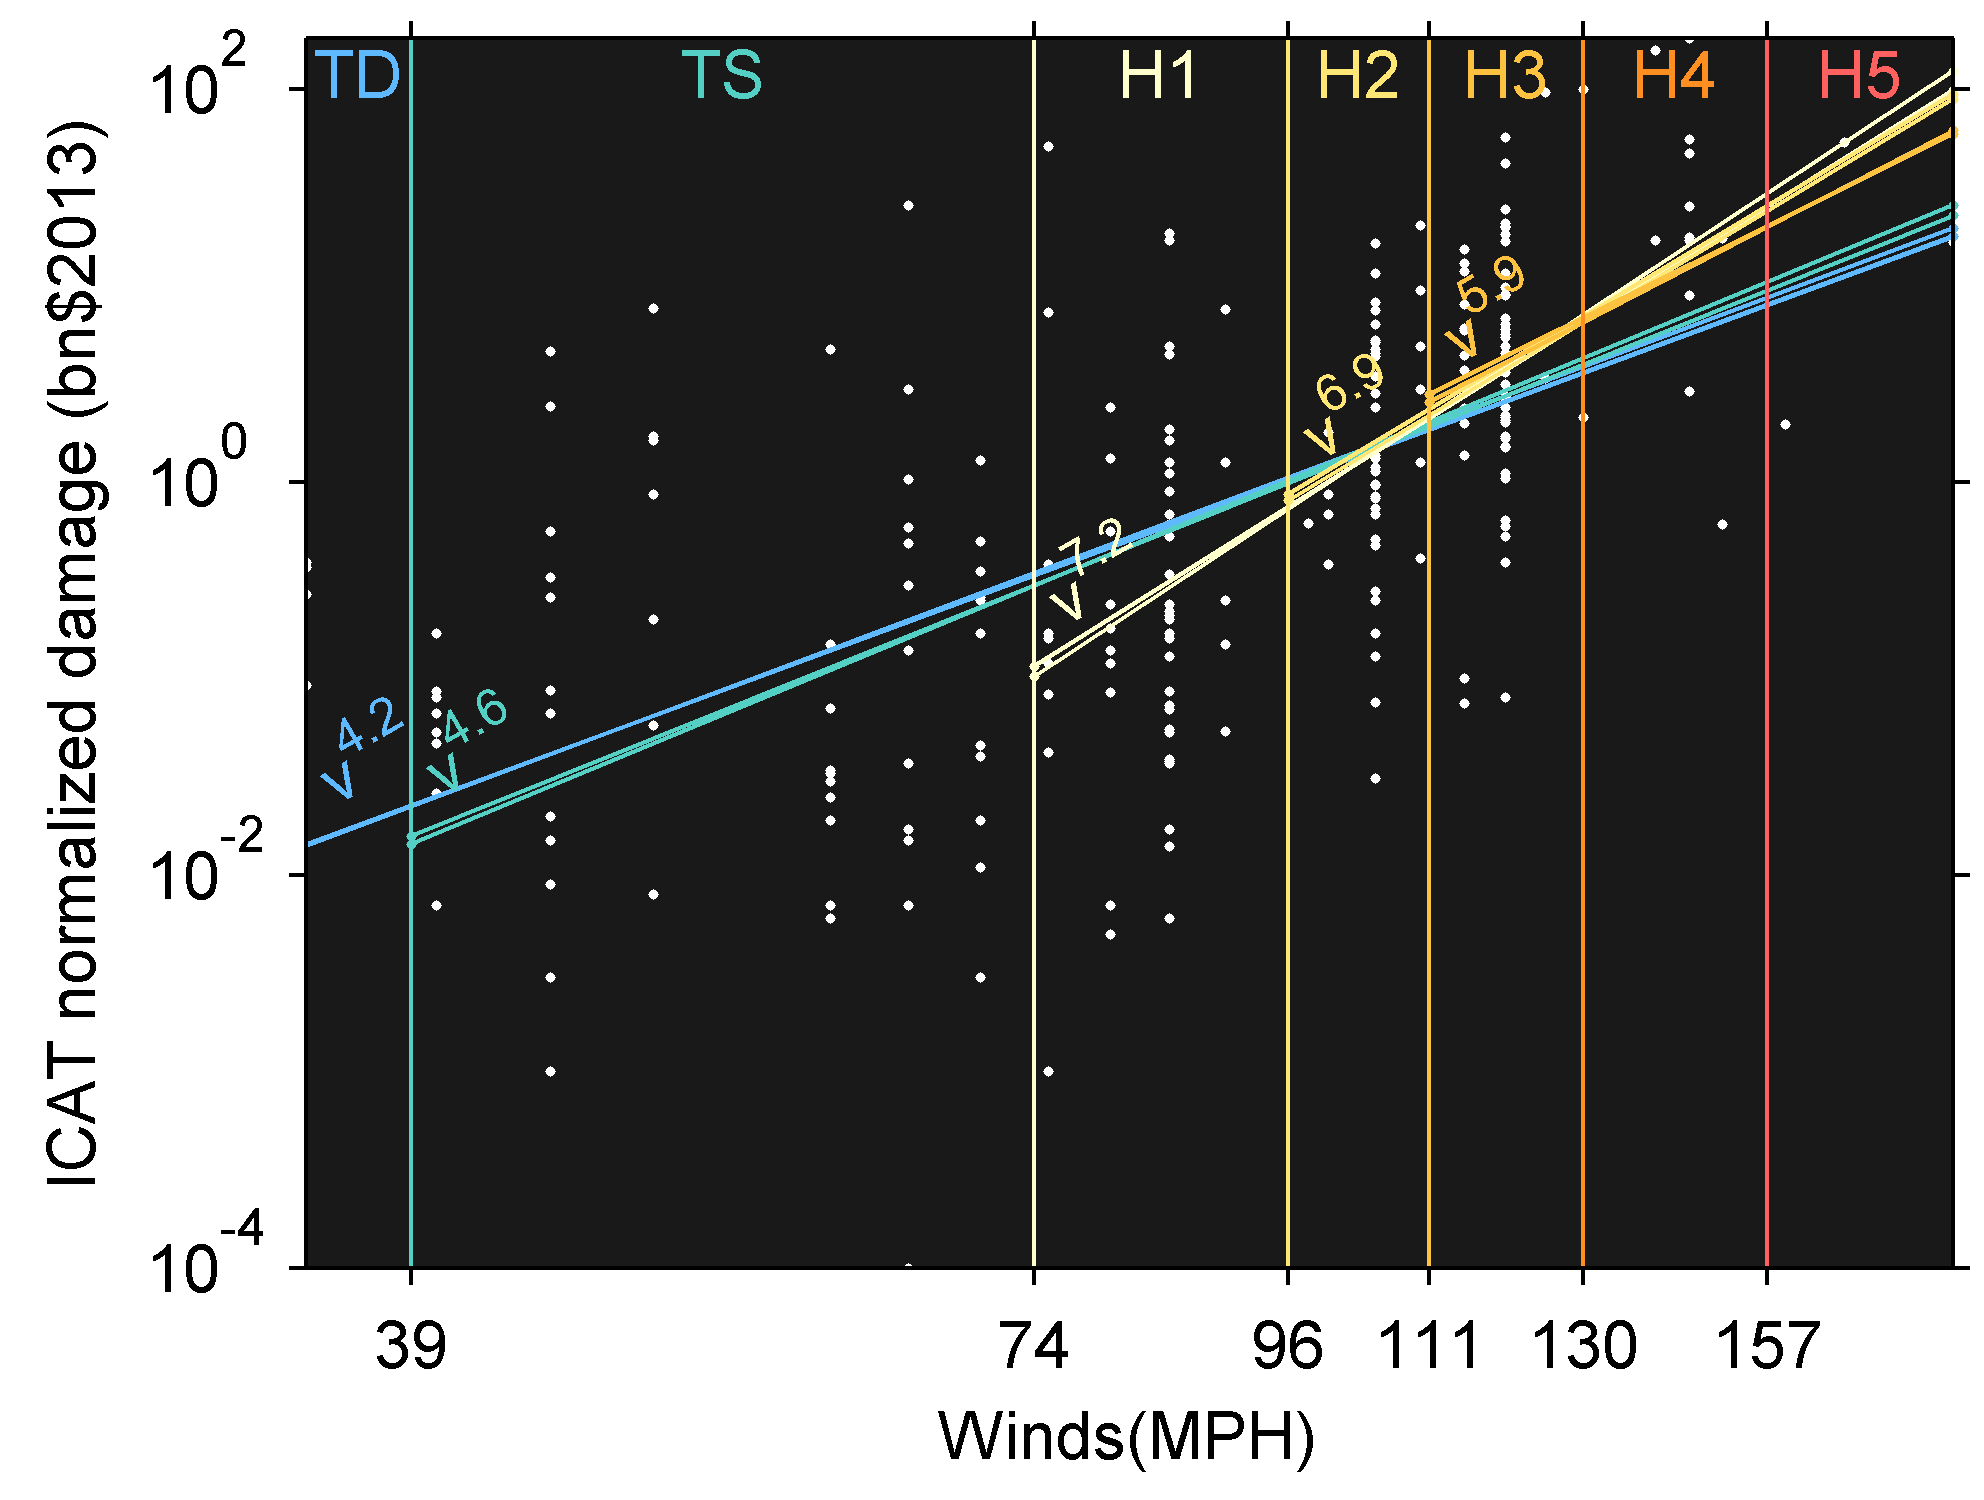 TD TS H1 H2 H3 H4 H5
10^2
10^0
10^-2
10^-4
ICAT normalized damage (bn$2013)
v^4.2
v^4.6
v^7.2
v^6.9
v^5.9
39 74 96 111 130 157
Winds(MPH)